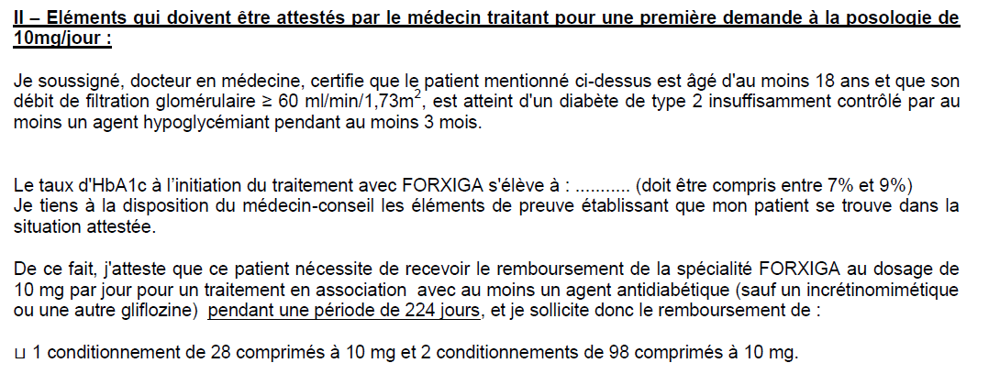 II – Eléments qui doivent être attestés par le médecin traitant pour une première demande à la posologie de
10mg/jour :
Je soussigné, docteur en médecine, certifie que le patient mentionné ci-dessus est âgé d'au moins 18 ans et que son
débit de filtration glomérulaire ≥ 60 ml/min/1,73m², est atteint d'un diabète de type 2 insuffisamment contrôlé par au
moins un agent hypoglycémiant pendant au moins 3 mois.
Le taux d'HbA1c à l'initiation du traitement avec FORXIGA s'élève à : ........... (doit être compris entre 7% et 9%)
Je tiens à la disposition du médecin-conseil les éléments de preuve établissant que mon patient se trouve dans la
situation attestée.
De ce fait, j'atteste que ce patient nécessite de recevoir le remboursement de la spécialité FORXIGA au dosage de
10 mg par jour pour un traitement en association avec au moins un agent antidiabétique (sauf un incrétinomimétique
ou une autre gliflozine) pendant une période de 224 jours, et je sollicite donc le remboursement de :
⊔ 1 conditionnement de 28 comprimés à 10 mg et 2 conditionnements de 98 comprimés à 10 mg.